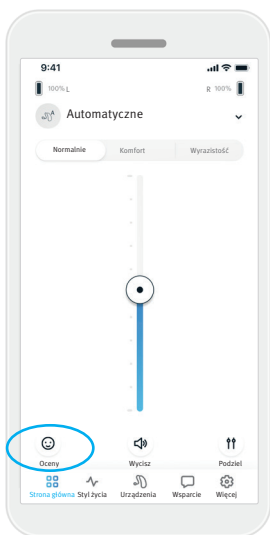 9:41
100% L R 100%
Automatyczne
Normalnie Komfort Wyrazistość
Oceny Wycisz Podziel
Strona główna Styl życia Urządzenia Wsparcie Więcej